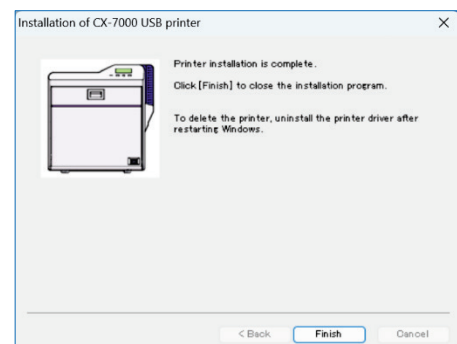 Installation of CX-7000 USB printer
Printer installation is complete.
Click [Finish] to close the installation program.
To delete the printer, uninstall the printer driver after
restarting Windows.
< Back
Finish
Cancel